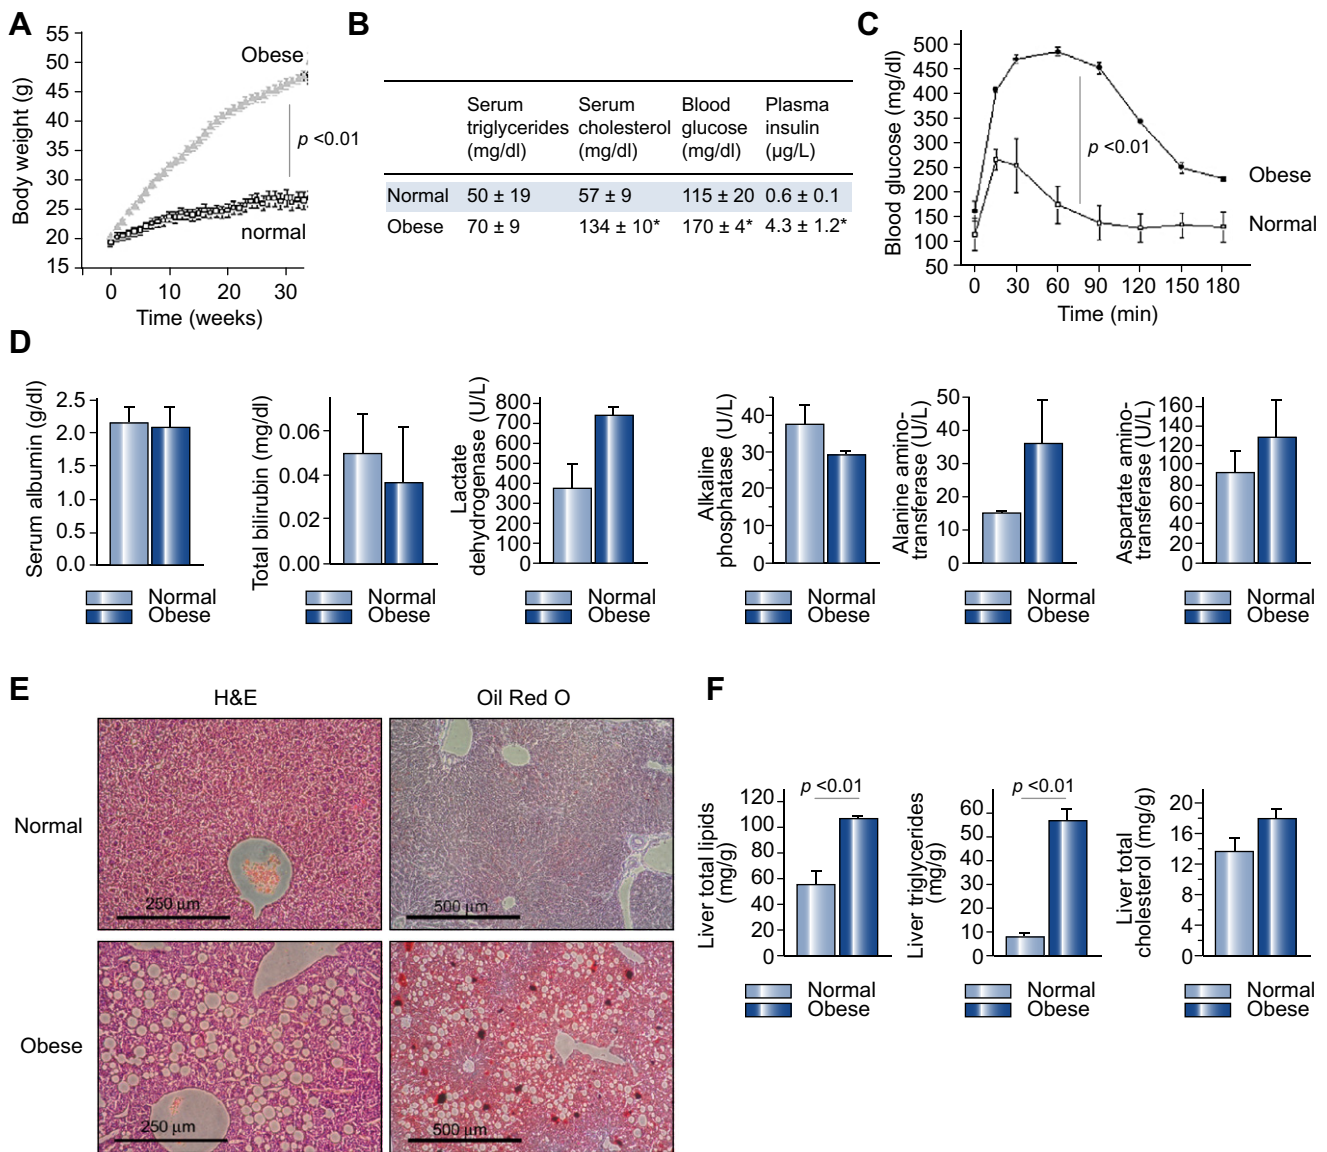 A
Body weight (g)
55
50
45
40
35
30
25
20
15
Obese
p <0.01
normal
0 10 20 30
Time (weeks)
B
Serum triglycerides (mg/dl) Serum cholesterol (mg/dl) Blood glucose (mg/dl) Plasma insulin (µg/L)
Normal 50 ± 19 57 ± 9 115 ± 20 0.6 ± 0.1
Obese 70 ± 9 134 ± 10* 170 ± 4* 4.3 ± 1.2*
C
Blood glucose (mg/dl)
500
450
400
350
300
250
200
150
100
50
p <0.01
Obese
Normal
0 30 60 90 120 150 180
Time (min)
D
Serum albumin (g/dl)
2.5
2.0
1.5
1.0
0.5
0.0
Normal
Obese
Total bilirubin (mg/dl)
0.06
0.04
0.02
0.00
Normal
Obese
Lactate
dehydrogenase (U/L)
800
700
600
500
400
300
200
100
0
Normal
Obese
Alkaline
phosphatase (U/L)
40
30
20
10
0
Normal
Obese
Alanine amino-
transferase (U/L)
50
40
30
20
10
0
Normal
Obese
Aspartate amino-
transferase (U/L)
160
140
120
100
80
60
40
20
0
Normal
Obese
E
H&E Oil Red O
Normal
250 µm
500 µm
Obese
250 µm
500 µm
F
Liver total lipids
(mg/g)
120
100
80
60
40
20
0
p <0.01
Normal
Obese
Liver triglycerides
(mg/g)
60
50
40
30
20
10
0
p <0.01
Normal
Obese
Liver total
cholesterol (mg/g)
20
16
12
8
4
0
Normal
Obese